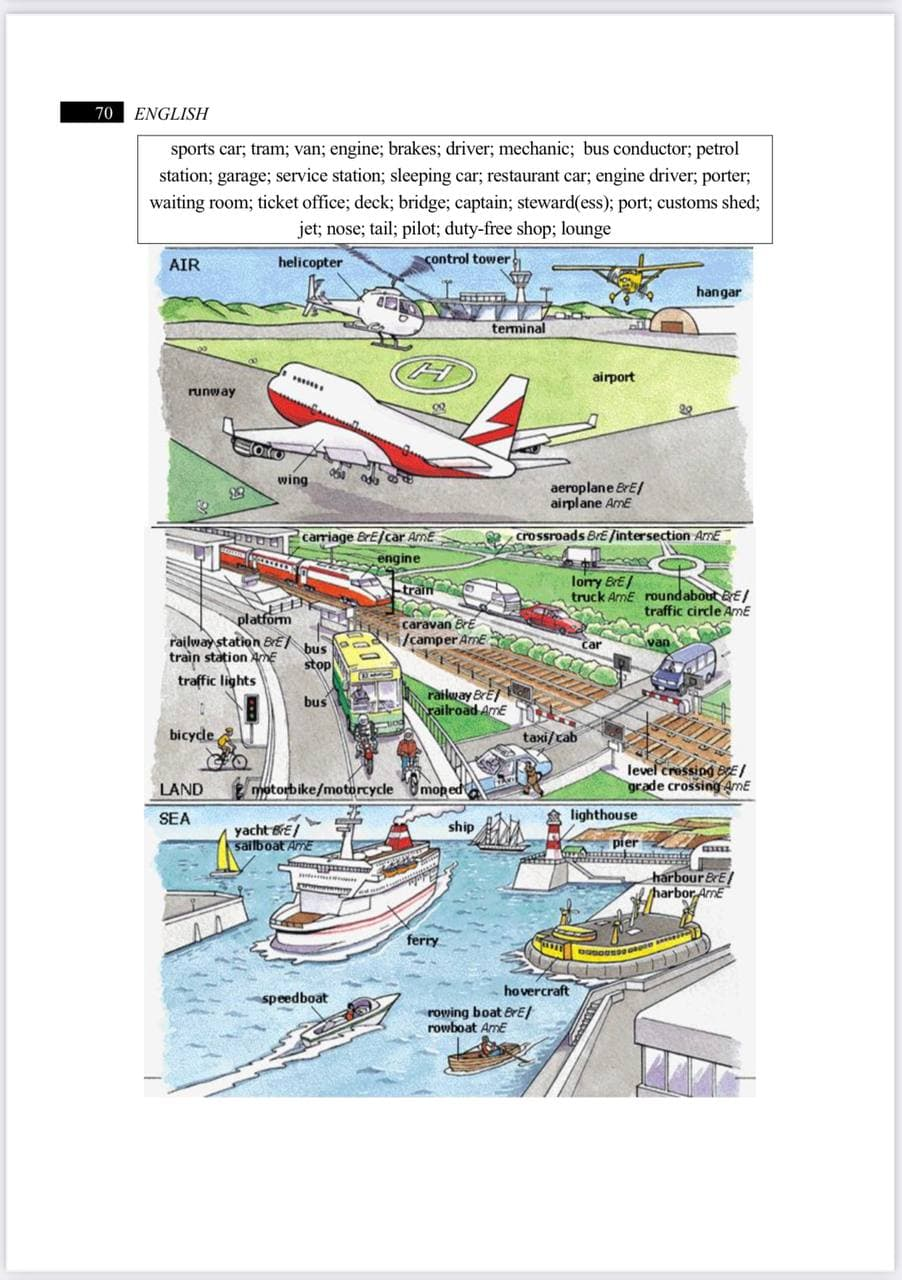 70 ENGLISH
sports car; tram; van; engine; brakes; driver; mechanic; bus conductor; petrol
station; garage; service station; sleeping car; restaurant car; engine driver; porter;
waiting room; ticket office; deck; bridge; captain; steward(ess); port; customs shed;
jet; nose; tail; pilot; duty-free shop; lounge
AIR
helicopter
control tower
hangar
terminal
runway
airport
wing
aeroplane BrE/
airplane AmE
carriage BrE/car AmE
crossroads BrE/intersection AmE
engine
train
lorry BrE/
truck AmE
roundabout BrE/
traffic circle AmE
platform
caravan BrE
/camper AmE
railway station BrE/
train station AmE
bus
stop
car
van
traffic lights
bus
railway BrE/
railroad AmE
bicycle
taxi/cab
level crossing BrE/
grade crossing AmE
LAND
motorbike/motorcycle
moped
SEA
yacht BrE/
sailboat AmE
ship
lighthouse
pier
harbour BrE/
harbor AmE
ferry
hovercraft
speedboat
rowing boat BrE/
rowboat AmE
H
TAXI